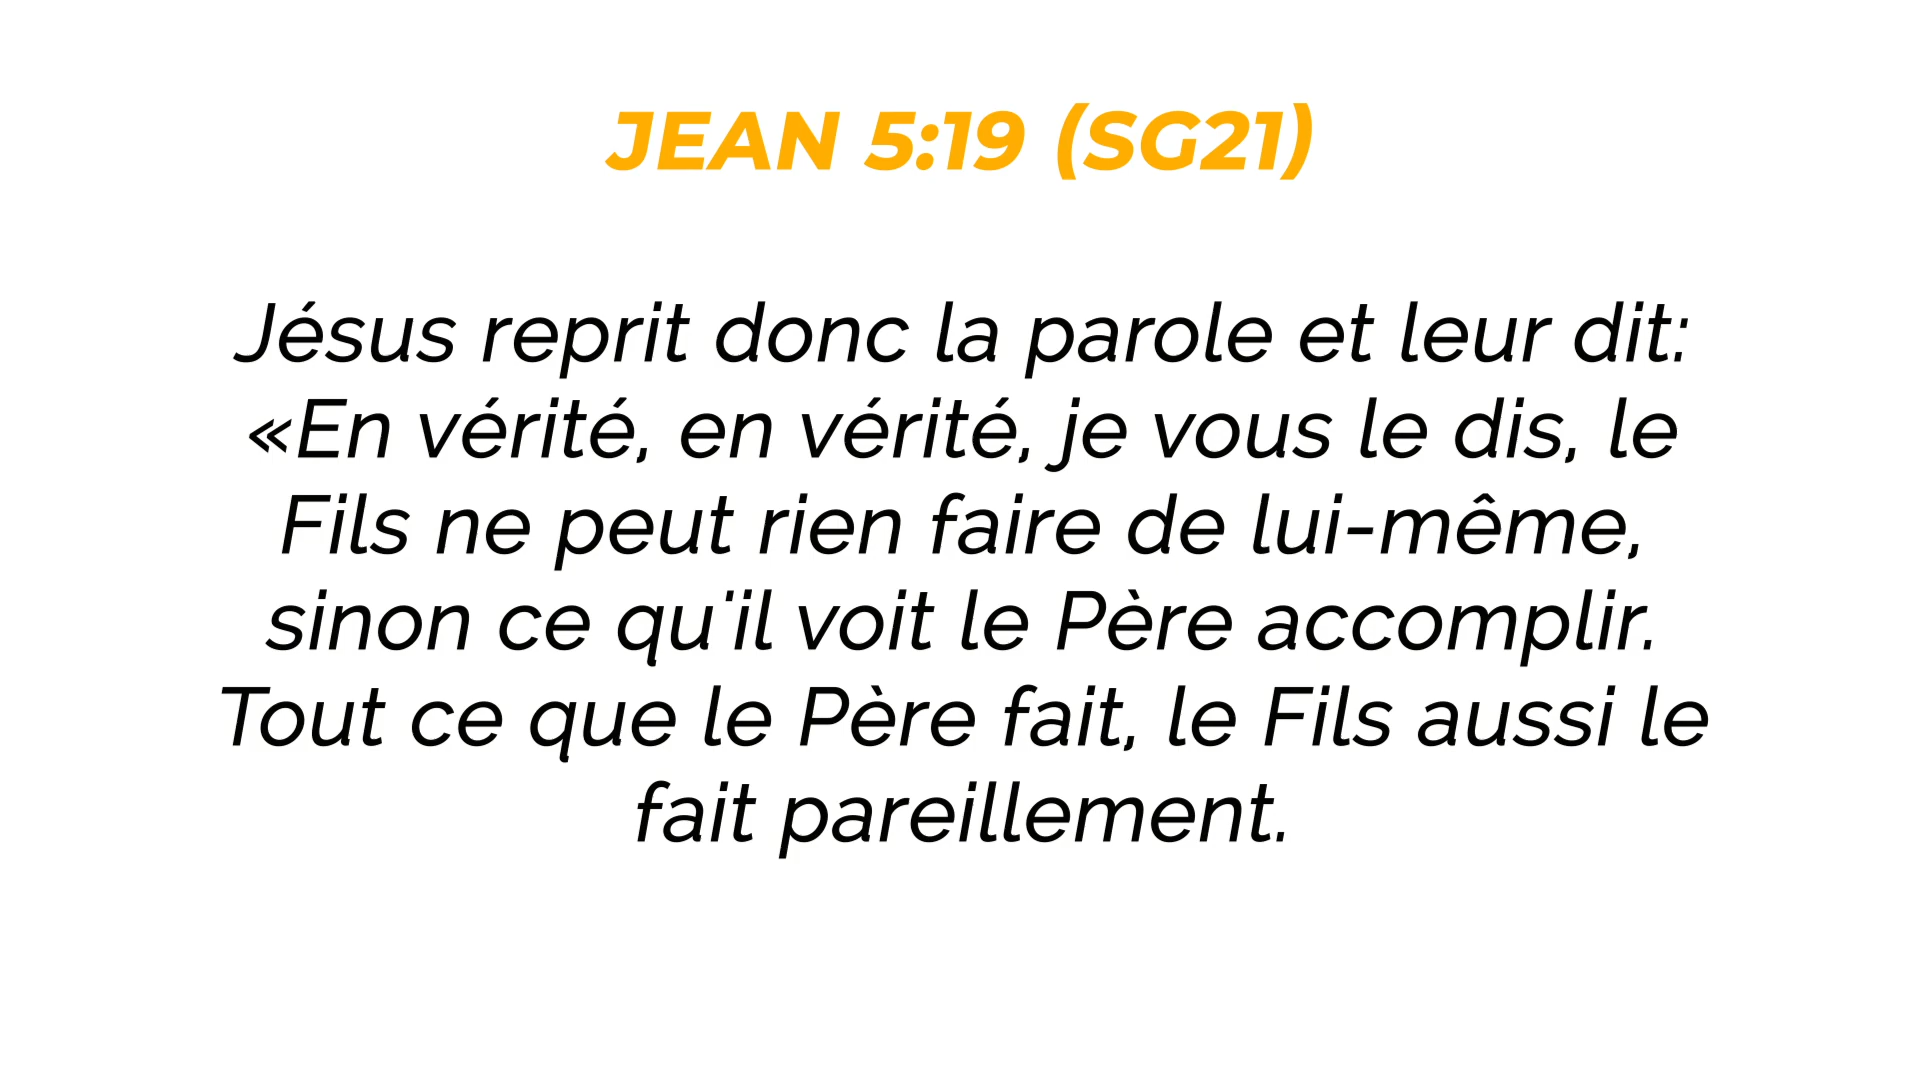 JEAN 5:19 (SG21)
Jésus reprit donc la parole et leur dit:
«En vérité, en vérité, je vous le dis, le
Fils ne peut rien faire de lui-même,
sinon ce qu'il voit le Père accomplir.
Tout ce que le Père fait, le Fils aussi le
fait pareillement.